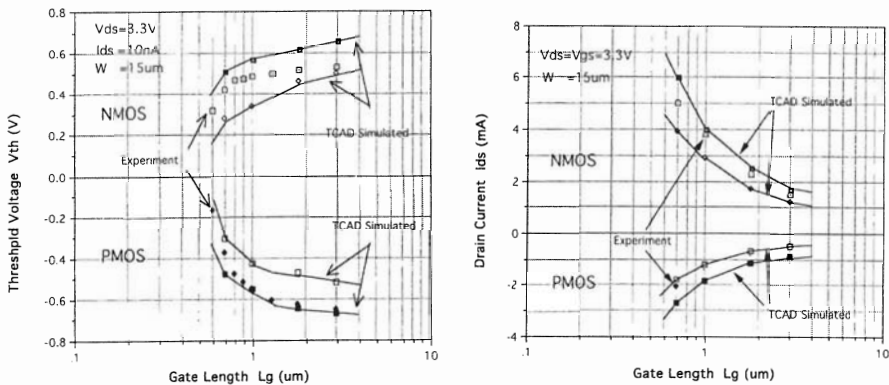 Threshpld Voltage Vth (V)
0.8
0.6
0.4
0.2
0.0
-0.2
-0.4
-0.6
-0.8
Vds=3.3V
Ids =10nA
W =15um
NMOS
TCAD Simulated
Experiment
TCAD Simulated
PMOS
.1
1
10
Gate Length Lg (um)
Drain Current Ids (mA)
8
6
4
2
0
-2
-4
Vds=Vgs=3.3V
W =15um
TCAD Simulated
NMOS
Experiment
PMOS
TCAD Simulated
.1
1
10
Gate Length Lg (um)